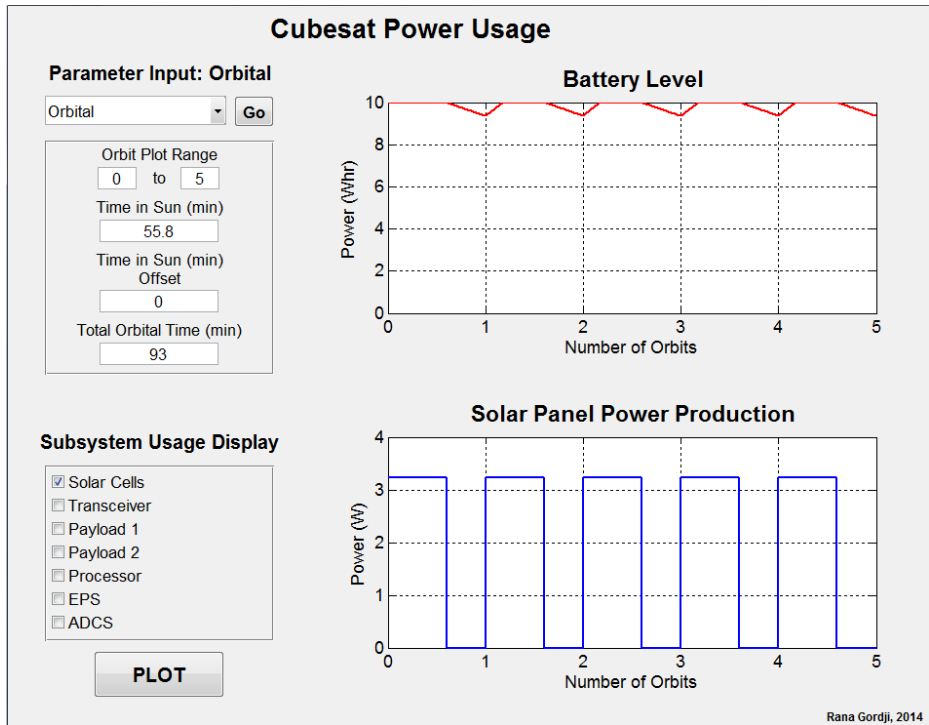 Cubesat Power Usage
Parameter Input: Orbital
Orbital
Go
Orbit Plot Range
0 to 5
Time in Sun (min)
55.8
Time in Sun (min)
Offset
0
Total Orbital Time (min)
93
Subsystem Usage Display
Solar Cells
Transceiver
Payload 1
Payload 2
Processor
EPS
ADCS
PLOT
Battery Level
Power (Whr)
10
8
6
4
2
0
0 1 2 3 4 5
Number of Orbits
Solar Panel Power Production
Power (W)
4
3
2
1
0
0 1 2 3 4 5
Number of Orbits
Rana Gordji, 2014